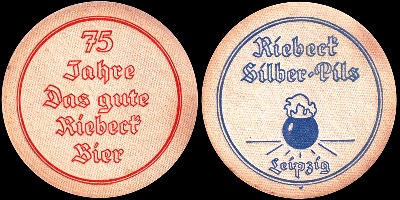 75
Jahre
Das gute
Riebeck
Bier
Riebeck
Silber-Pils
Leipzig